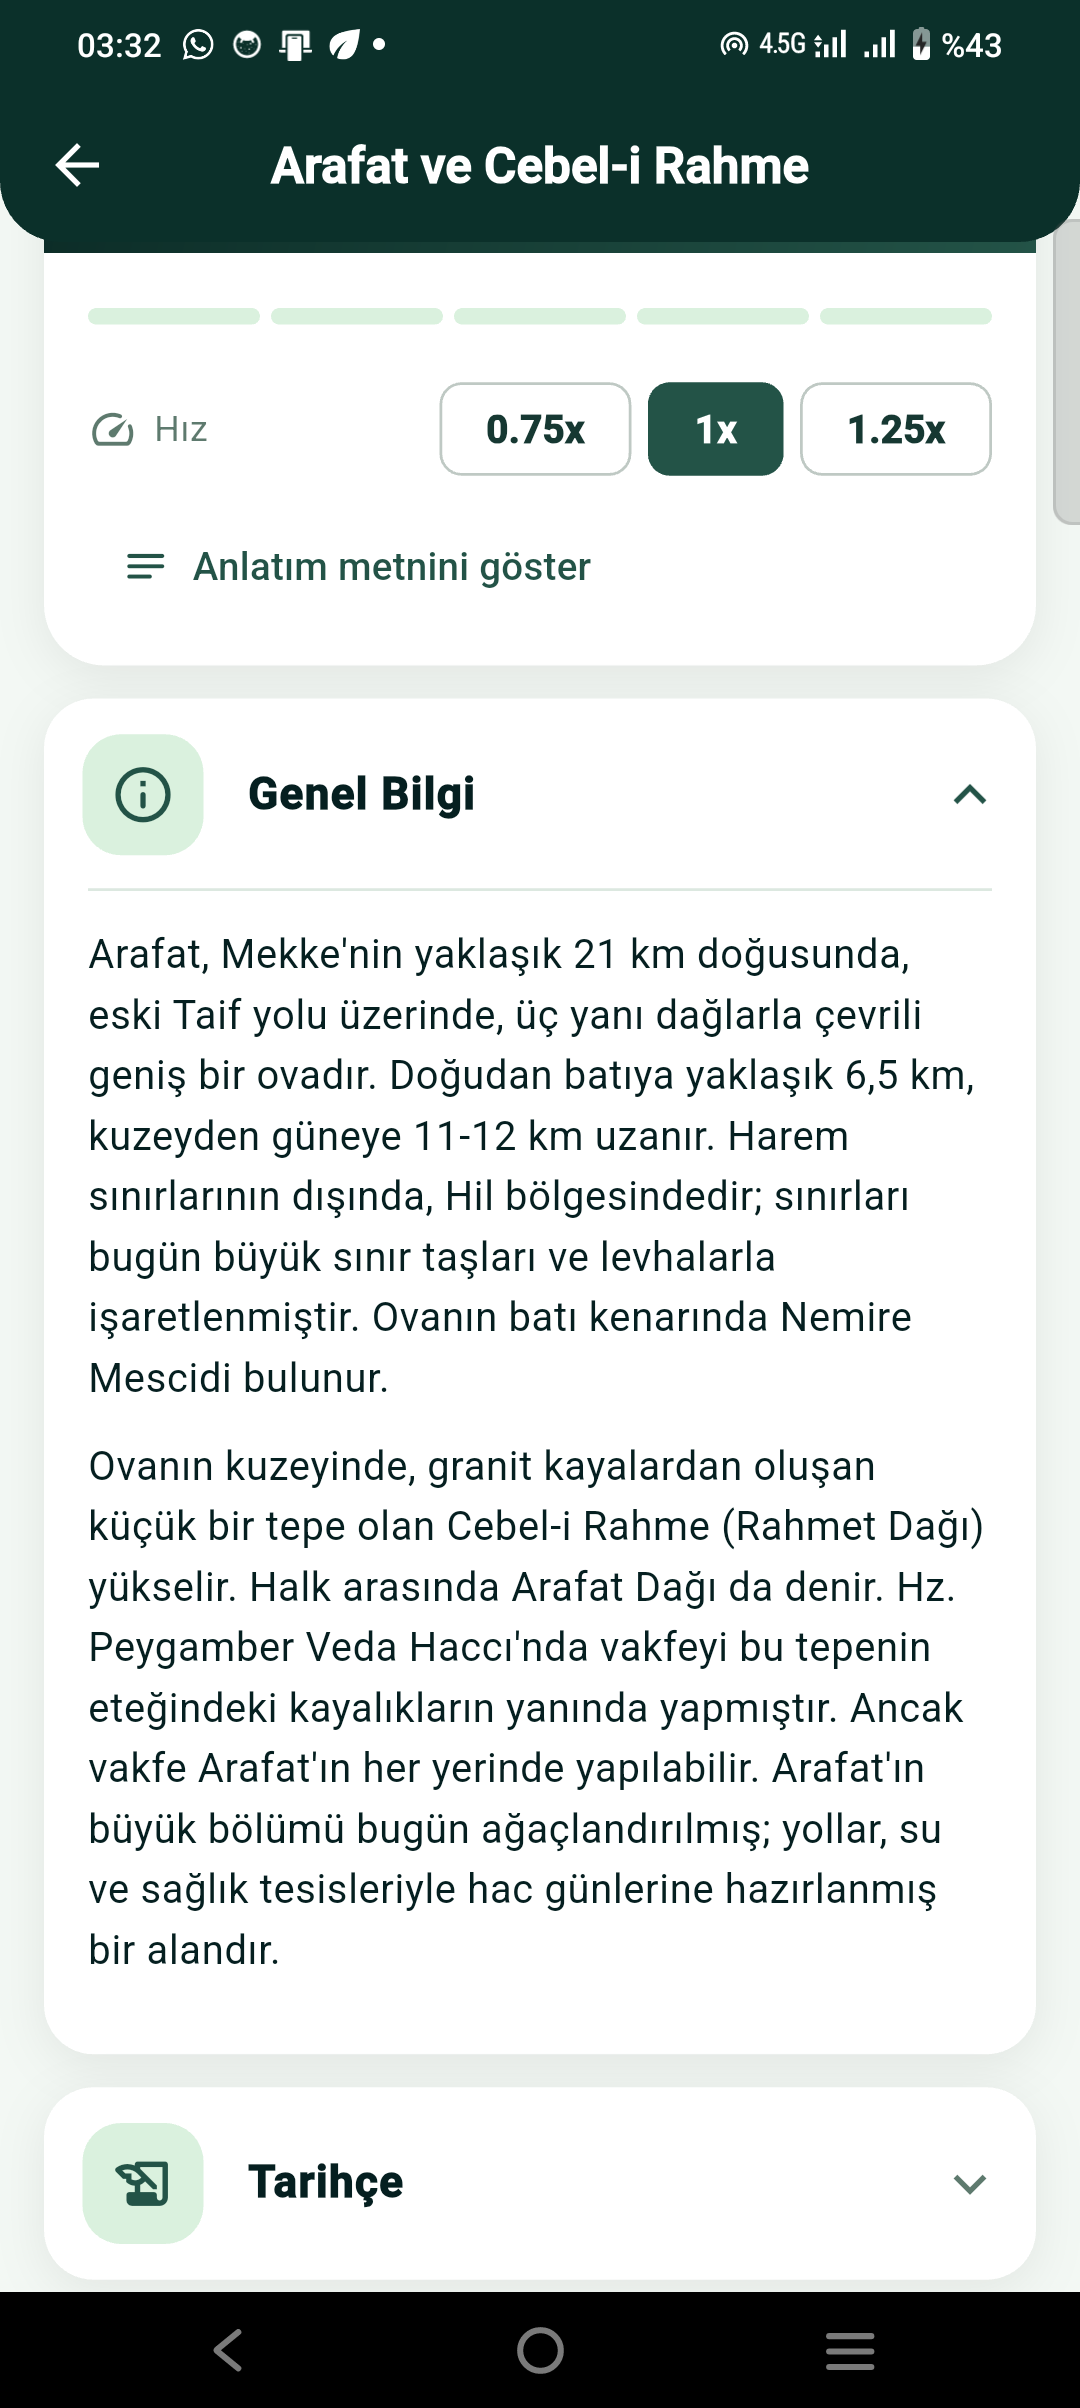 03:32
4.5G %43
Arafat ve Cebel-i Rahme
Hız
0.75x
1x
1.25x
Anlatım metnini göster
Genel Bilgi
Arafat, Mekke'nin yaklaşık 21 km doğusunda,
eski Taif yolu üzerinde, üç yanı dağlarla çevrili
geniş bir ovadır. Doğudan batıya yaklaşık 6,5 km,
kuzeyden güneye 11-12 km uzanır. Harem
sınırlarının dışında, Hil bölgesindedir; sınırları
bugün büyük sınır taşları ve levhalarla
işaretlenmiştir. Ovanın batı kenarında Nemire
Mescidi bulunur.
Ovanın kuzeyinde, granit kayalardan oluşan
küçük bir tepe olan Cebel-i Rahme (Rahmet Dağı)
yükselir. Halk arasında Arafat Dağı da denir. Hz.
Peygamber Veda Haccı'nda vakfeyi bu tepenin
eteğindeki kayalıkların yanında yapmıştır. Ancak
vakfe Arafat'ın her yerinde yapılabilir. Arafat'ın
büyük bölümü bugün ağaçlandırılmış; yollar, su
ve sağlık tesisleriyle hac günlerine hazırlanmış
bir alandır.
Tarihçe